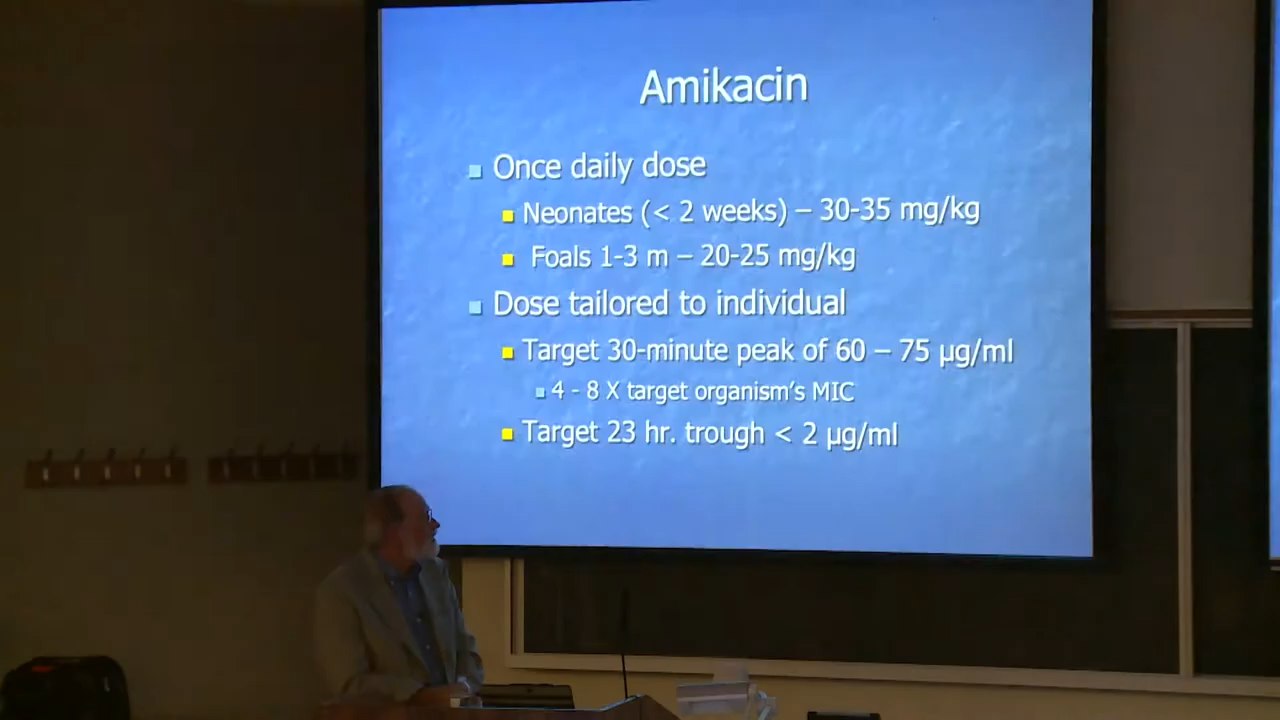 Amikacin
Once daily dose
Neonates (< 2 weeks) – 30-35 mg/kg
Foals 1-3 m – 20-25 mg/kg
Dose tailored to individual
Target 30-minute peak of 60 – 75 µg/ml
4 - 8 X target organism's MIC
Target 23 hr. trough < 2 µg/ml